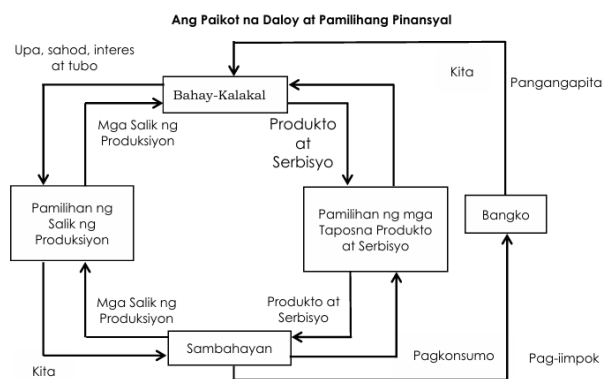 Ang Paikot na Daloy at Pamilihang Pinansyal
Upa, sahod, interes
at tubo
Bahay-Kalakal
Kita
Pangangapita
Mga Salik ng
Produksiyon
Produkto
at
Serbisyo
Pamilihan ng
Salik ng
Produksiyon
Pamilihan ng mga
Taposna Produkto
at Serbisyo
Bangko
Mga Salik ng
Produksiyon
Produkto at
Serbisyo
Sambahayan
Kita
Pagkonsumo
Pag-iimpok